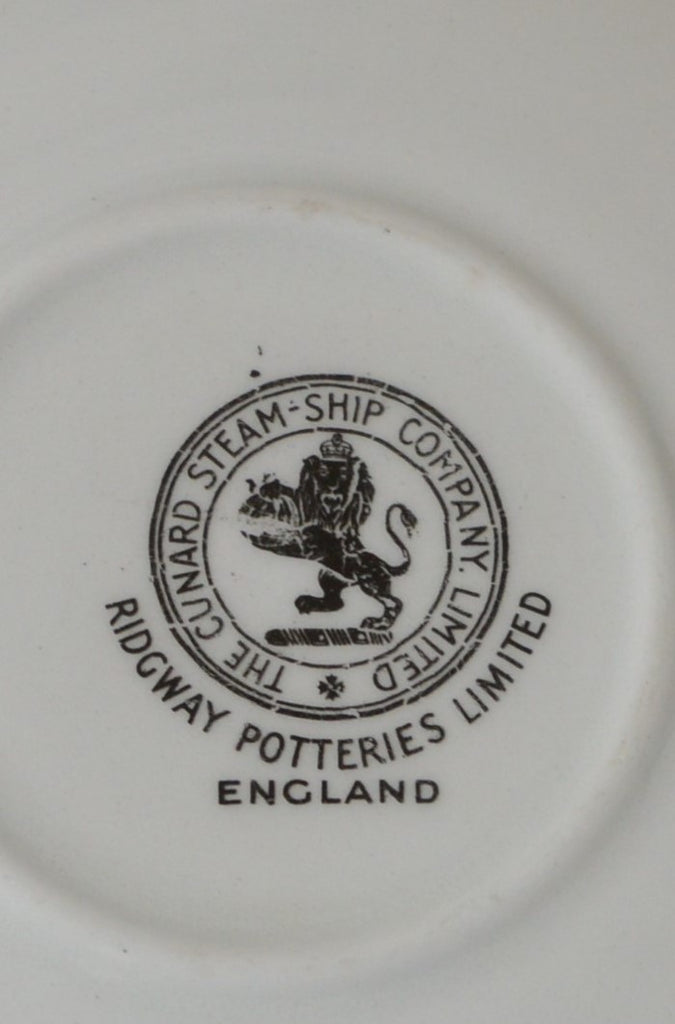 THE CUNARD STEAM-SHIP COMPANY, LIMITED
RIDGWAY POTTERIES LIMITED
ENGLAND